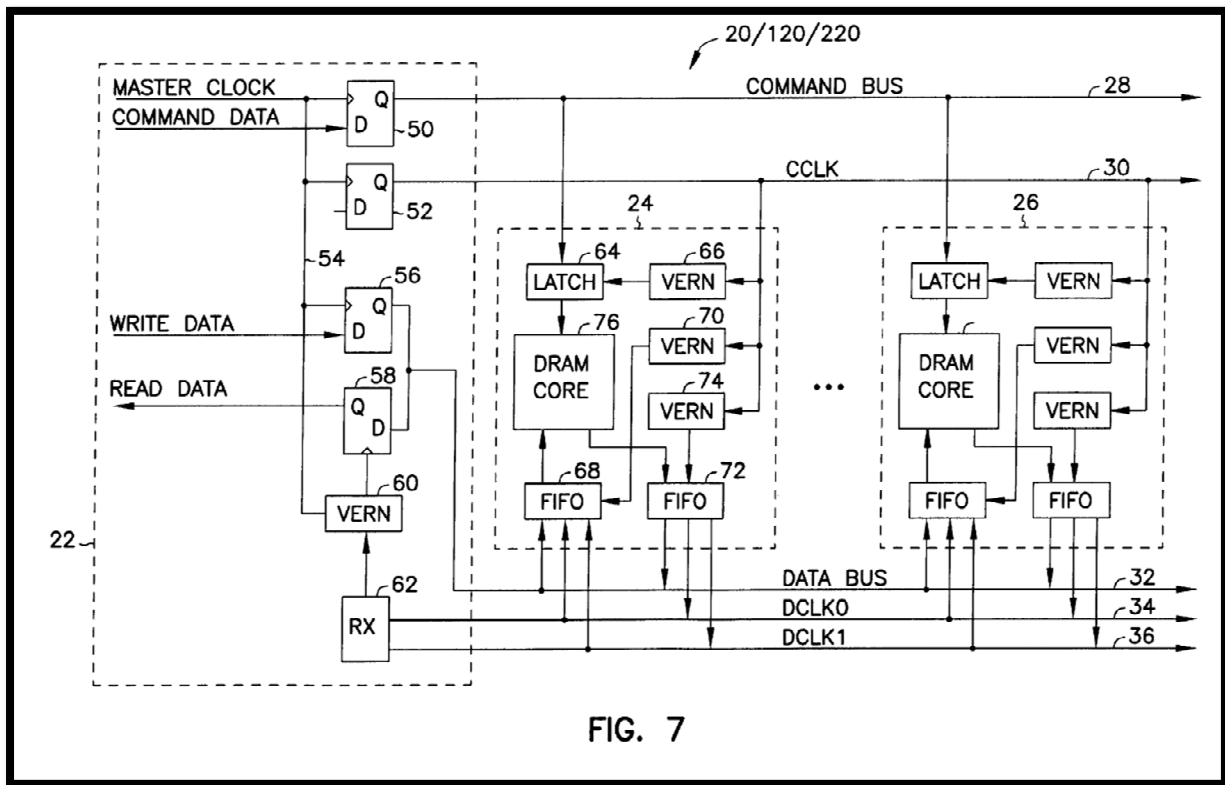 20/120/220
MASTER CLOCK
COMMAND DATA
Q
D
50
COMMAND BUS
28
Q
D
52
CCLK
30
24
26
54
56
64
66
LATCH
VERN
LATCH
VERN
WRITE DATA
Q
D
76
70
DRAM
CORE
VERN
DRAM
CORE
VERN
READ DATA
58
Q
D
74
VERN
...
VERN
60
VERN
68
FIFO
72
FIFO
FIFO
FIFO
22
62
RX
DATA BUS
32
DCLK0
34
DCLK1
36
FIG. 7